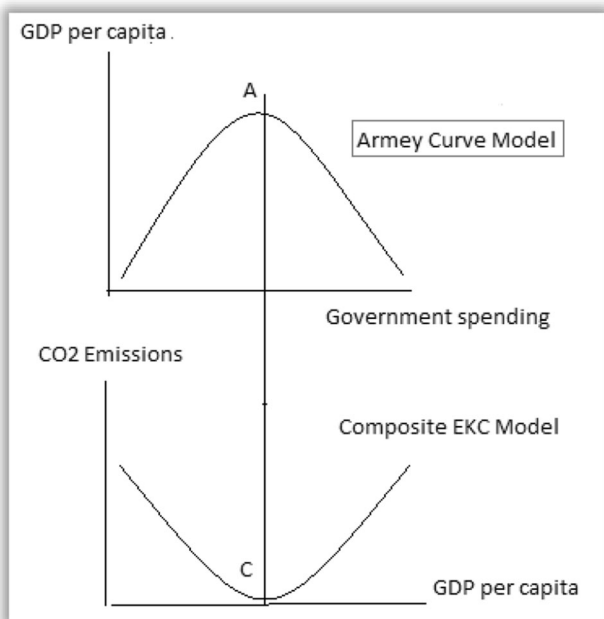 GDP per capita.
A
Armey Curve Model
Government spending
CO2 Emissions
Composite EKC Model
C
GDP per capita